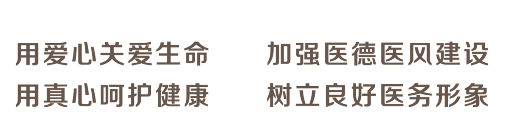 用爱心关爱生命 加强医德医风建设
用真心呵护健康 树立良好医务形象